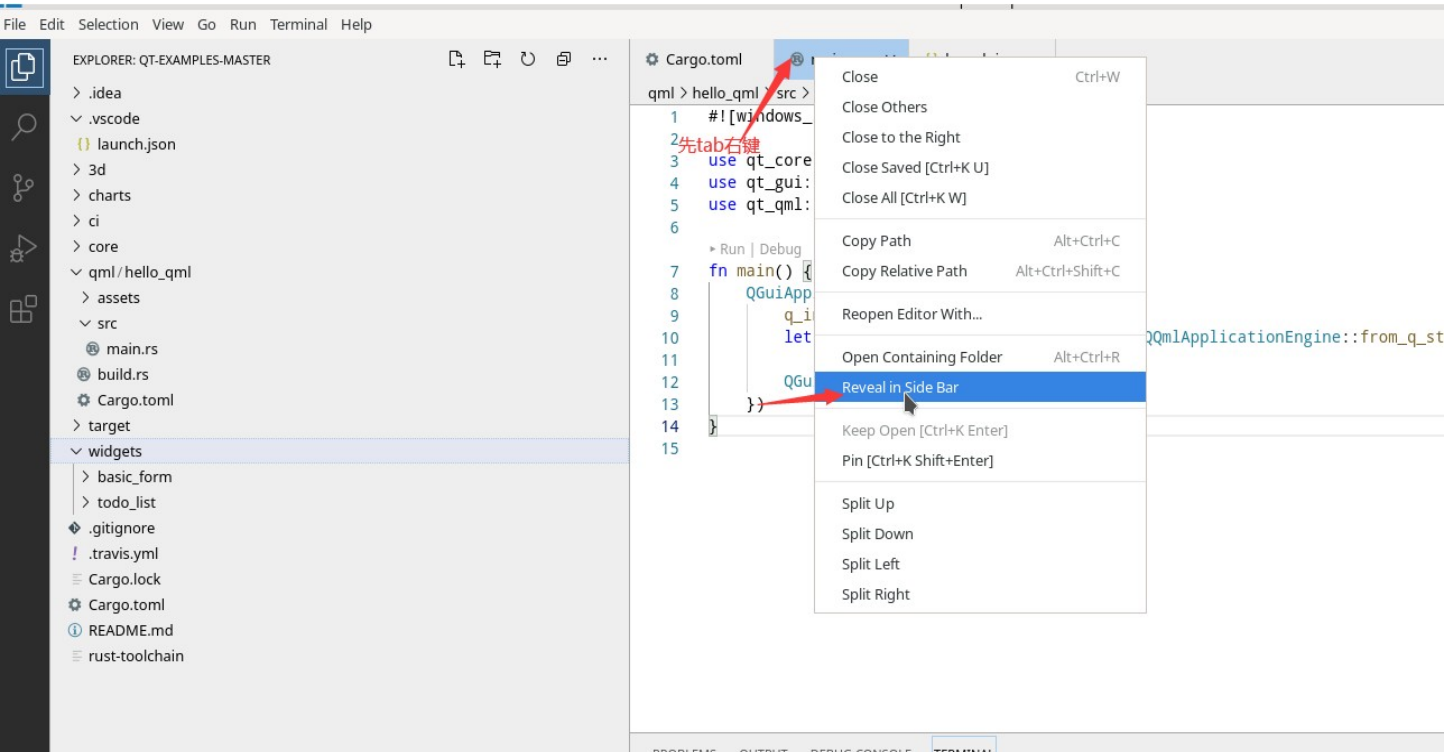 File Edit Selection View Go Run Terminal Help
EXPLORER: QT-EXAMPLES-MASTER
.idea
.vscode
launch.json
3d
charts
ci
core
qml/hello_qml
assets
src
main.rs
build.rs
Cargo.toml
target
widgets
basic_form
todo_list
.gitignore
.travis.yml
Cargo.lock
Cargo.toml
README.md
rust-toolchain
Cargo.toml
qml > hello_qml > src >
1 #![windows_
2
先tab右键
3 use qt_core
4 use qt_gui:
5 use qt_qml:
6
Run | Debug
7 fn main() {
8 QGuiApp
9
10 let QQmlApplicationEngine::from_q_st
11
12 QGu
13 })
14 }
15
Close Ctrl+W
Close Others
Close to the Right
Close Saved [Ctrl+K U]
Close All [Ctrl+K W]
Copy Path Alt+Ctrl+C
Copy Relative Path Alt+Ctrl+Shift+C
Reopen Editor With...
Open Containing Folder Alt+Ctrl+R
Reveal in Side Bar
Keep Open [Ctrl+K Enter]
Pin [Ctrl+K Shift+Enter]
Split Up
Split Down
Split Left
Split Right
PROBLEMS OUTPUT DEBUG CONSOLE TERMINAL